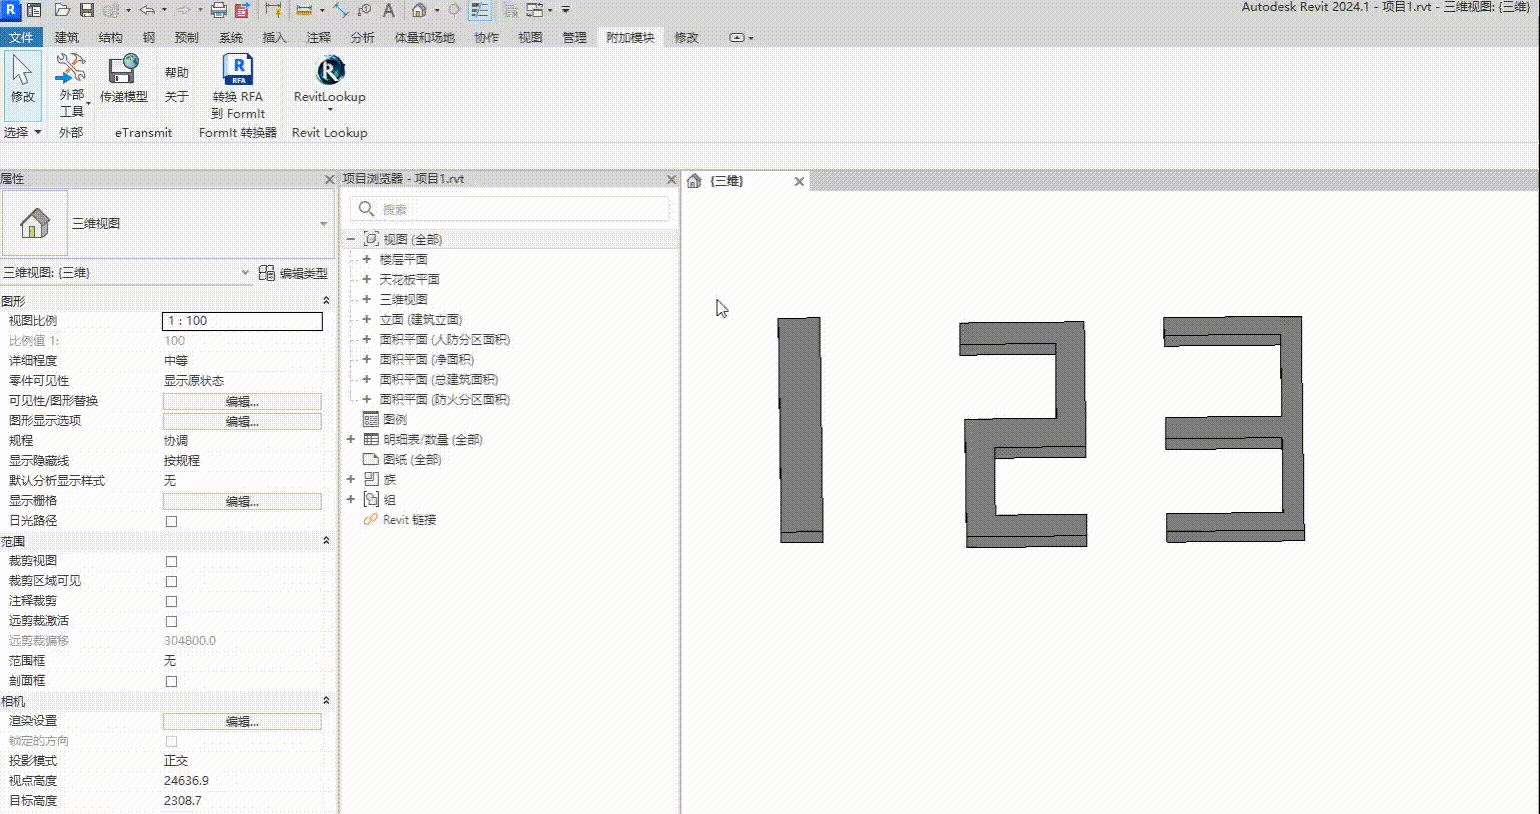 Autodesk Revit 2024.1 - 项目1.rvt - 三维视图: {三维}
文件 建筑 结构 钢 预制 系统 插入 注释 分析 体量和场地 协作 视图 管理 附加模块 修改
修改
外部
工具
传递模型
帮助
关于
转换 RFA
到 FormIt
RevitLookup
选择 外部 eTransmit FormIt 转换器 Revit Lookup
属性
三维视图
三维视图: {三维} 编辑类型
图形
视图比例 1 : 100
比例值 1: 100
详细程度 中等
零件可见性 显示原状态
可见性/图形替换 编辑...
图形显示选项 编辑...
规程 协调
显示隐藏线 按规程
默认分析显示样式 无
显示栅格 编辑...
日光路径
范围
裁剪视图
裁剪区域可见
注释裁剪
远剪裁激活
远剪裁偏移 304800.0
范围框 无
剖面框
相机
渲染设置 编辑...
锁定的方向
投影模式 正交
视点高度 24636.9
目标高度 2308.7
项目浏览器 - 项目1.rvt
搜索
视图 (全部)
楼层平面
天花板平面
三维视图
立面 (建筑立面)
面积平面 (人防分区面积)
面积平面 (净面积)
面积平面 (总建筑面积)
面积平面 (防火分区面积)
图例
明细表/数量 (全部)
图纸 (全部)
族
组
Revit 链接
{三维}
1 2 3